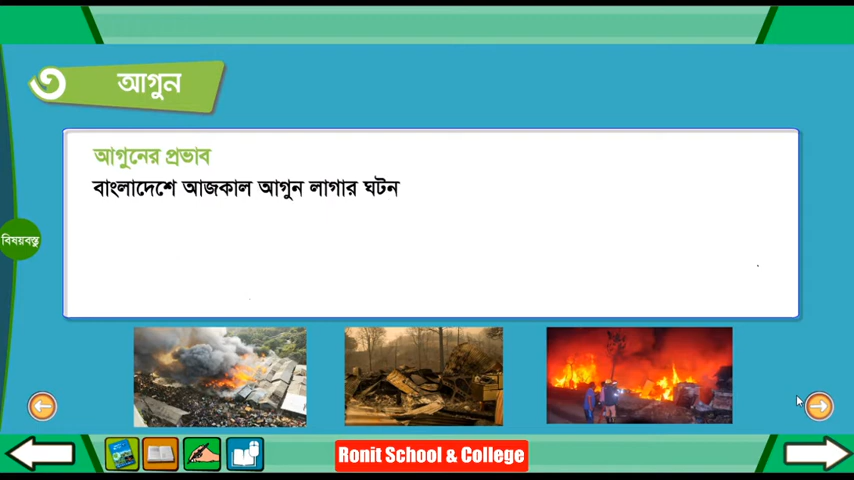 ৩ আগুন
আগুনের প্রভাব
বাংলাদেশে আজকাল আগুন লাগার ঘটন
বিষয়বস্তু
Ronit School & College